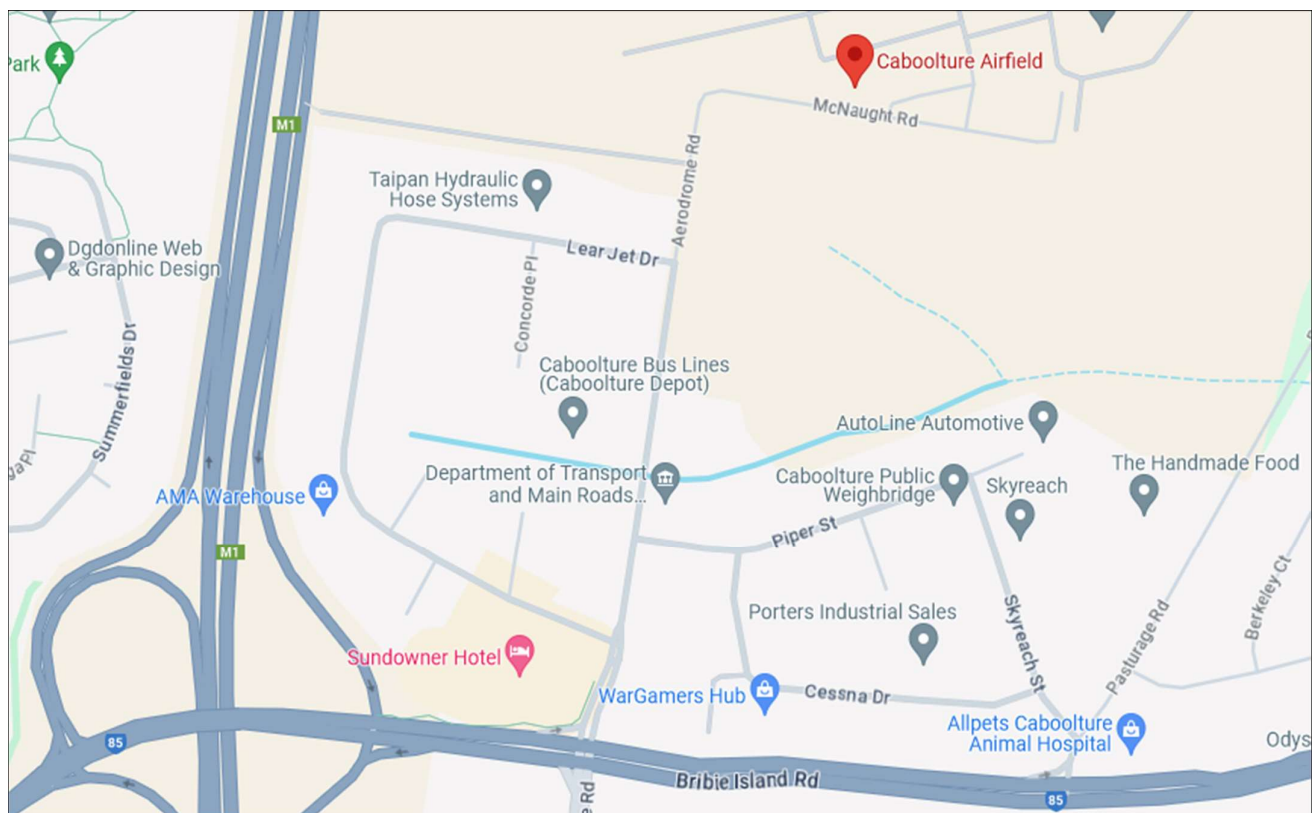 Park
Caboolture Airfield
McNaught Rd
M1
Aerodrome Rd
Taipan Hydraulic
Hose Systems
Lear Jet Dr
Dgdonline Web
& Graphic Design
Concorde Pl
Summerfields Dr
Caboolture Bus Lines
(Caboolture Depot)
AutoLine Automotive
ga Pl
AMA Warehouse
Department of Transport
and Main Roads...
Caboolture Public
Weighbridge
Skyreach
The Handmade Food
Piper St
M1
Berkeley Ct
Porters Industrial Sales
Skyreach St
Pasturage Rd
Sundowner Hotel
WarGamers Hub
Cessna Dr
Allpets Caboolture
Animal Hospital
Odys
85
Bribie Island Rd
85
e Rd